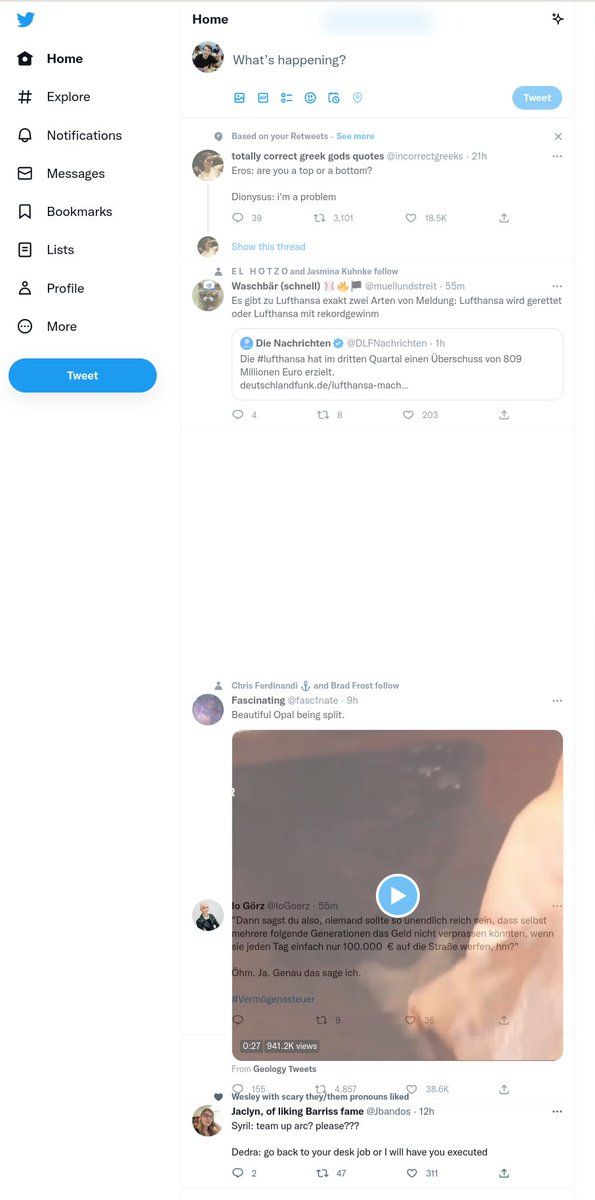 Home
Home
Explore
Notifications
Messages
Bookmarks
Lists
Profile
More
Tweet
What's happening?
Tweet
Based on your Retweets · See more
totally correct greek gods quotes @incorrectgreeks · 21h
Eros: are you a top or a bottom?
Dionysus: i'm a problem
39 3,101 18.5K
Show this thread
E L H O T Z O and Jasmina Kuhnke follow
Waschbär (schnell) @muellundstreit · 55m
Es gibt zu Lufthansa exakt zwei Arten von Meldung: Lufthansa wird gerettet
oder Lufthansa mit rekordgewinm
Die Nachrichten @DLFNachrichten · 1h
Die #lufthansa hat im dritten Quartal einen Überschuss von 809
Millionen Euro erzielt.
deutschlandfunk.de/lufthansa-mach...
4 8 203
Chris Ferdinandi and Brad Frost follow
Fascinating @fasc1nate · 9h
Beautiful Opal being split.
R
Io Görz @IoGoerz · 55m
"Dann sagst du also, niemand sollte so unendlich reich sein, dass selbst
mehrere folgende Generationen das Geld nicht verprassen könnten, wenn
sie jeden Tag einfach nur 100.000 € auf die Straße werfen, hm?"
Öhm. Ja. Genau das sage ich.
#Vermögenssteuer
9 36
0:27 941.2K views
From Geology Tweets
155 4,857 38.6K
Wesley with scary they/them pronouns liked
Jaclyn, of liking Barriss fame @Jbandos · 12h
Syril: team up arc? please???
Dedra: go back to your desk job or I will have you executed
2 47 311